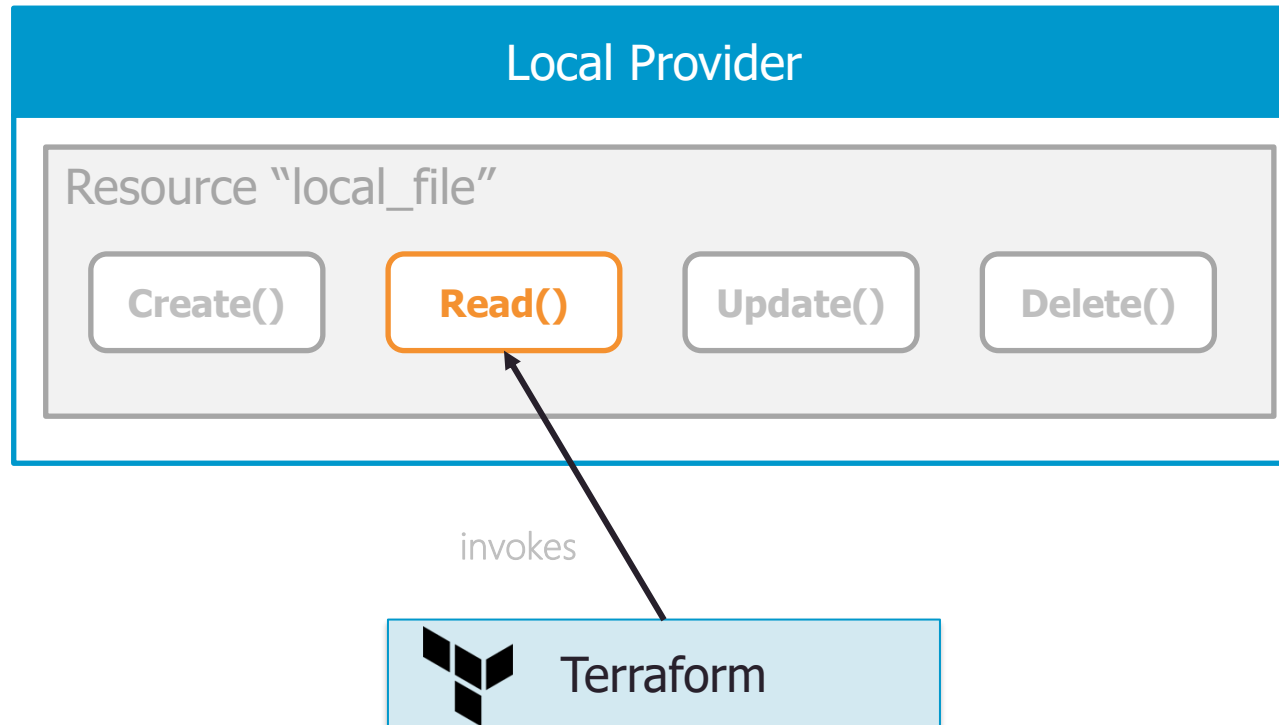 Local Provider
Resource “local_file”
Create()
Read()
Update()
Delete()
invokes
Terraform